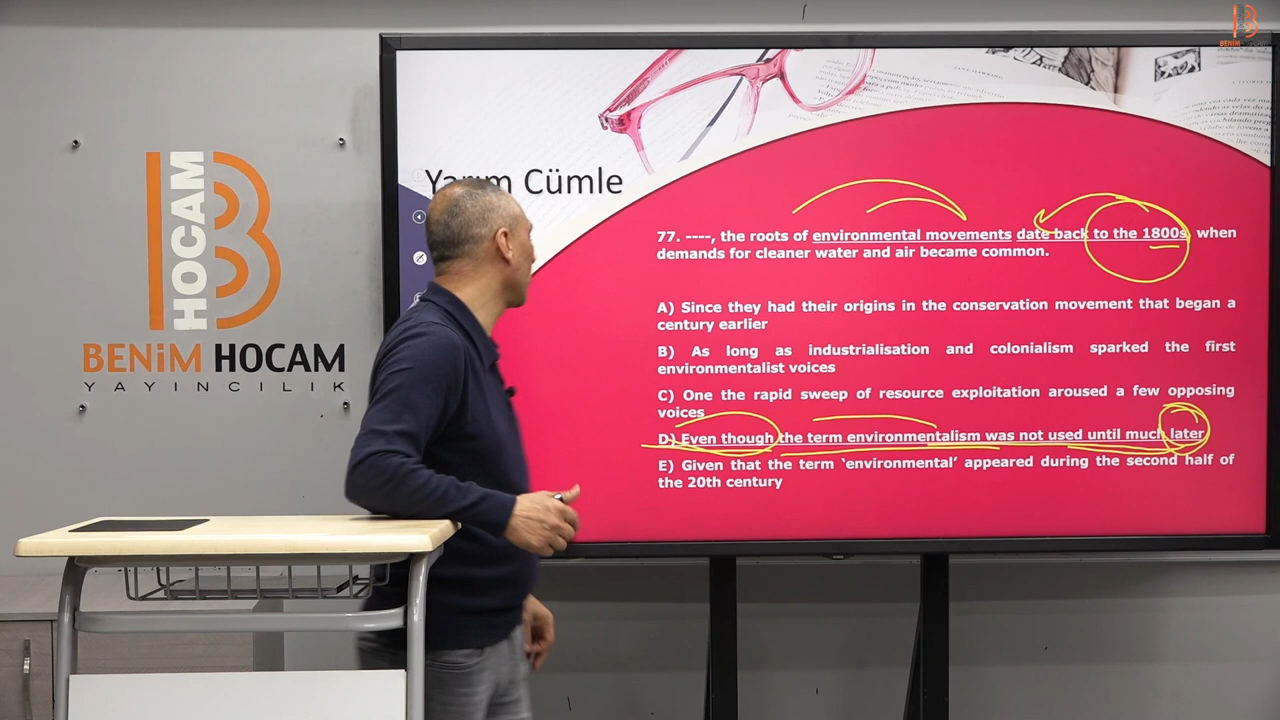 HOCAM
BENiM HOCAM
YAYINCILIK
Yarım Cümle
77. ----, the roots of environmental movements date back to the 1800s, when
demands for cleaner water and air became common.
A) Since they had their origins in the conservation movement that began a
century earlier
B) As long as industrialisation and colonialism sparked the first
environmentalist voices
C) One the rapid sweep of resource exploitation aroused a few opposing
voices
D) Even though the term environmentalism was not used until much later
E) Given that the term ‘environmental’ appeared during the second half of
the 20th century